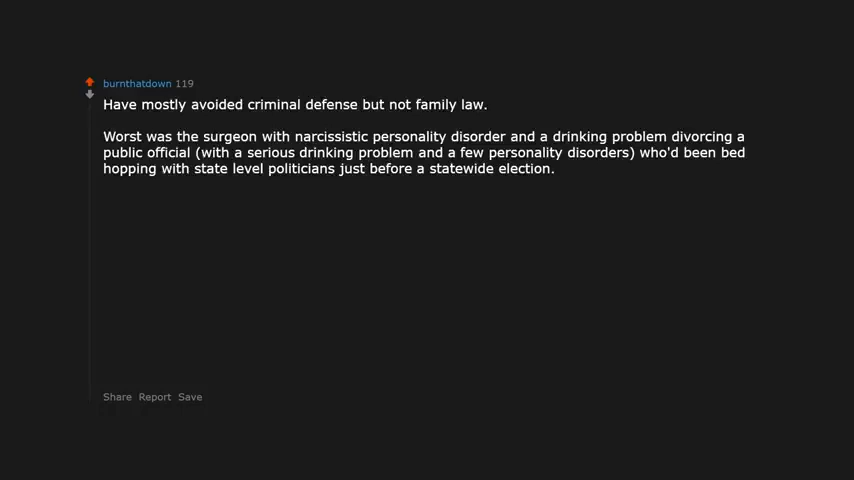 burnthatdown 119
Have mostly avoided criminal defense but not family law.
Worst was the surgeon with narcissistic personality disorder and a drinking problem divorcing a
public official (with a serious drinking problem and a few personality disorders) who'd been bed
hopping with state level politicians just before a statewide election.
Share Report Save